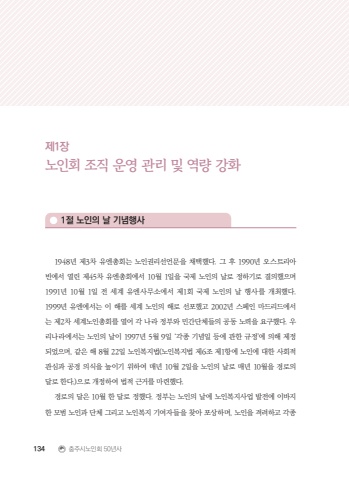 제1장
노인회 조직 운영 관리 및 역량 강화
1절 노인의 날 기념행사
1948년 제3차 유엔총회는 노인권리선언문을 채택했다. 그 후 1990년 오스트리아
빈에서 열린 제45차 유엔총회에서 10월 1일을 국제 노인의 날로 정하기로 결의했으며
1991년 10월 1일 전 세계 유엔사무소에서 제1회 국제 노인의 날 행사를 개최했다.
1999년 유엔에서는 이 해를 세계 노인의 해로 선포했고 2002년 스페인 마드리드에서
는 제2차 세계노인총회를 열어 각 나라 정부와 민간단체들의 공동 노력을 요구했다. 우
리나라에서는 노인의 날이 1997년 5월 9일 '각종 기념일 등에 관한 규정'에 의해 제정
되었으며, 같은 해 8월 22일 노인복지법(노인복지법 제6조 제1항에 노인에 대한 사회적
관심과 공경 의식을 높이기 위하여 매년 10월 2일을 노인의 날로 매년 10월을 경로의
달로 한다.)으로 개정하여 법적 근거를 마련했다.
경로의 달은 10월 한 달로 정했다. 정부는 노인의 날에 노인복지사업 발전에 이바지
한 모범 노인과 단체 그리고 노인복지 기여자들을 찾아 포상하며, 노인을 격려하고 각종
134 충주시노인회 50년사